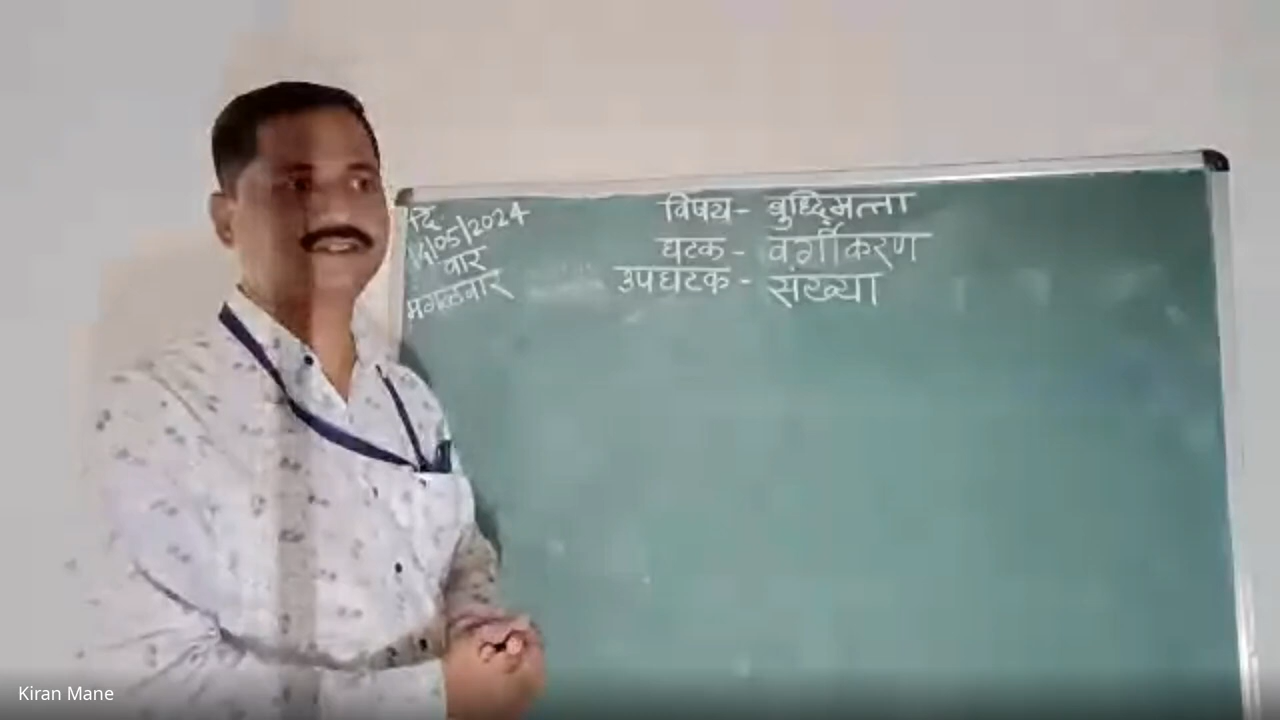 दि.
14/05/2024
वार
मंगळवार
विषय - बुध्दिमत्ता
घटक - वर्गीकरण
उपघटक - संख्या
Kiran Mane